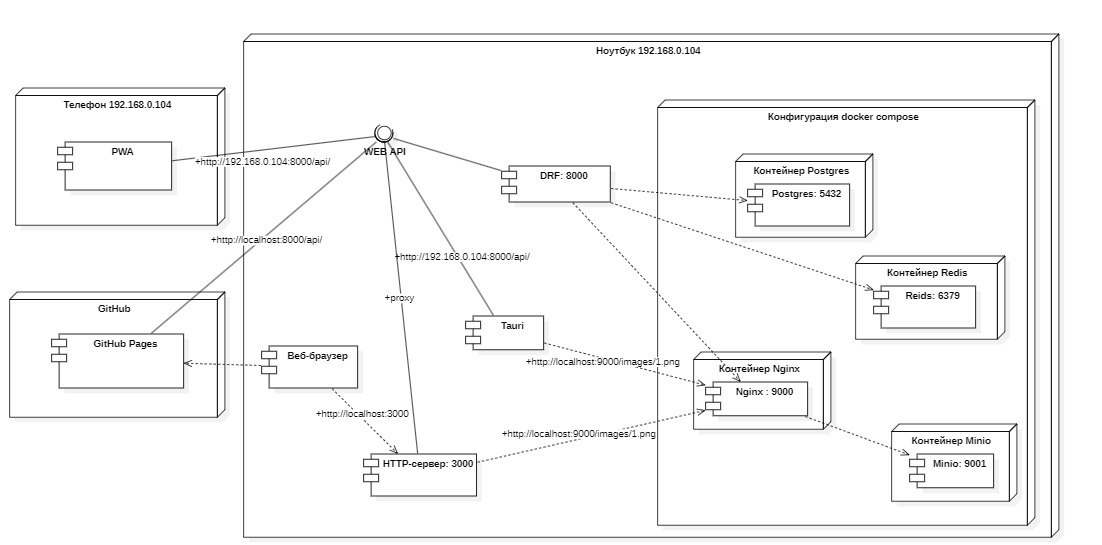 Ноутбук 192.168.0.104
Телефон 192.168.0.104
PWA
+http://192.168.0.104:8000/api/
WEB API
DRF: 8000
Конфигурация docker compose
Контейнер Postgres
Postgres: 5432
+http://localhost:8000/api/
+http://192.168.0.104:8000/api/
Контейнер Redis
Reids: 6379
+proxy
GitHub
GitHub Pages
Веб-браузер
Tauri
+http://localhost:9000/images/1.png
Контейнер Nginx
Nginx : 9000
+http://localhost:3000
+http://localhost:9000/images/1.png
HTTP-сервер: 3000
Контейнер Minio
Minio: 9001